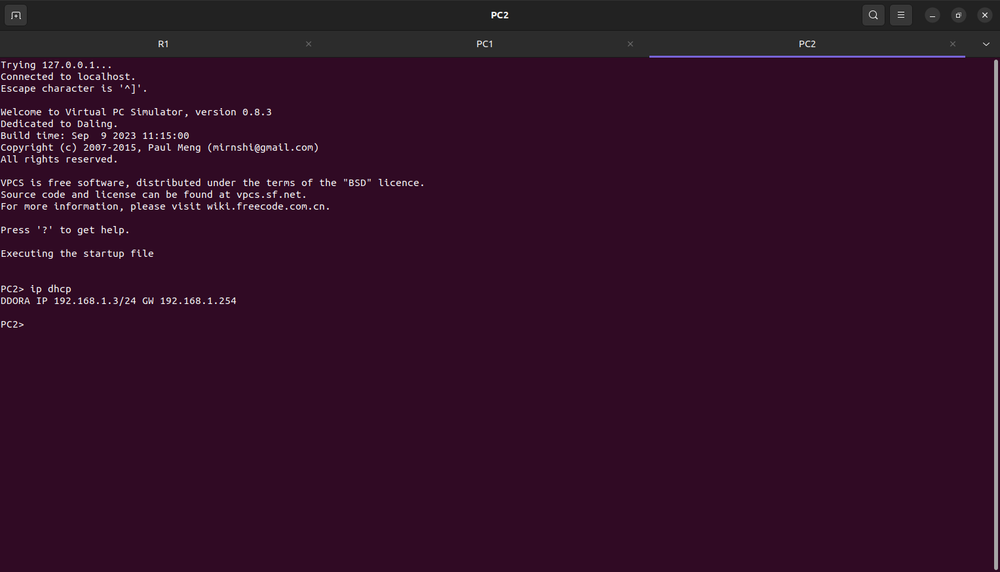 PC2
R1
PC1
PC2
Trying 127.0.0.1...
Connected to localhost.
Escape character is '^]'.
Welcome to Virtual PC Simulator, version 0.8.3
Dedicated to Daling.
Build time: Sep  9 2023 11:15:00
Copyright (c) 2007-2015, Paul Meng (mirnshi@gmail.com)
All rights reserved.
VPCS is free software, distributed under the terms of the "BSD" licence.
Source code and license can be found at vpcs.sf.net.
For more information, please visit wiki.freecode.com.cn.
Press '?' to get help.
Executing the startup file
PC2> ip dhcp
DDORA IP 192.168.1.3/24 GW 192.168.1.254
PC2>